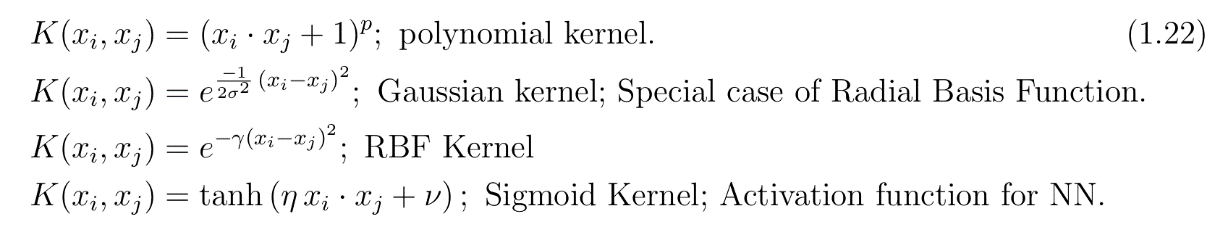 K(x_i, x_j) = (x_i · x_j + 1)^p; polynomial kernel. (1.22)
K(x_i, x_j) = e^{\frac{-1}{2σ^2} (x_i−x_j)^2}; Gaussian kernel; Special case of Radial Basis Function.
K(x_i, x_j) = e^{−γ(x_i−x_j)^2}; RBF Kernel
K(x_i, x_j) = tanh (η x_i · x_j + ν) ; Sigmoid Kernel; Activation function for NN.